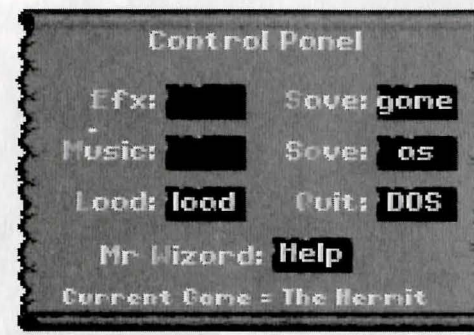 Control Panel
Efx: Save: game
Music: Save: as
Load: load Quit: DOS
Mr Wizard: Help
Current Game = The Hermit